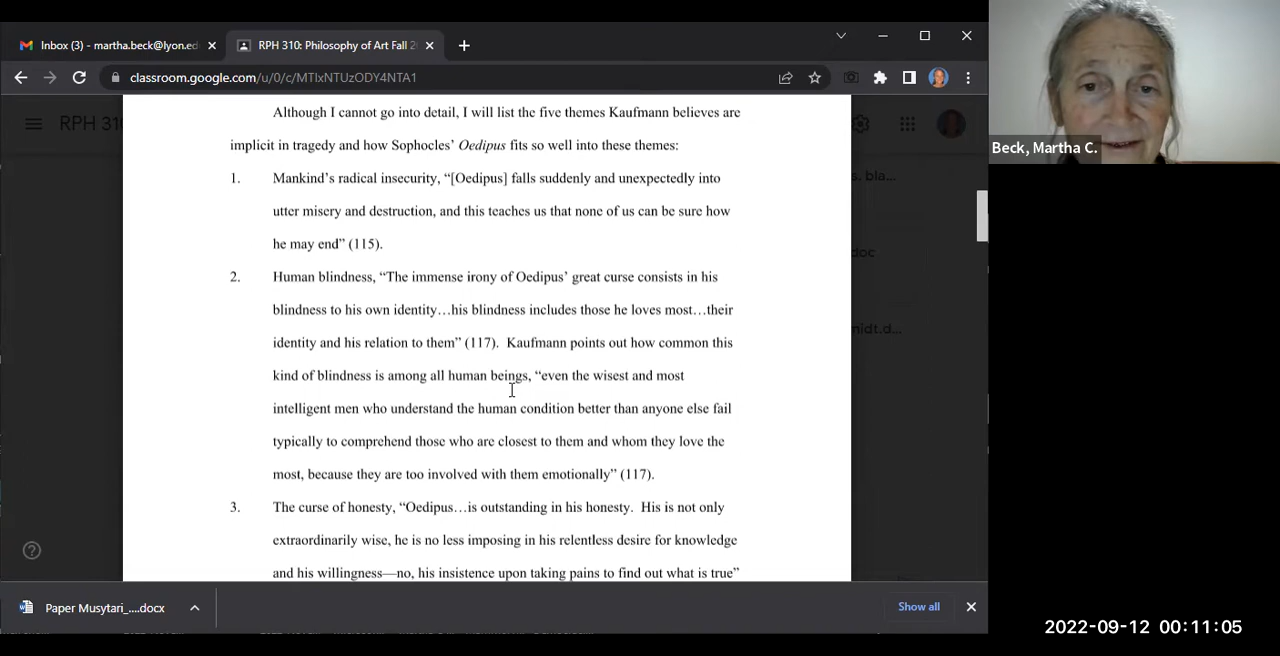 Inbox (3) - martha.beck@lyon.ed
RPH 310: Philosophy of Art Fall 2
classroom.google.com/u/0/c/MTIxNTUzODY4NTA1
RPH 310
Although I cannot go into detail, I will list the five themes Kaufmann believes are
implicit in tragedy and how Sophocles’ Oedipus fits so well into these themes:
1. Mankind’s radical insecurity, “[Oedipus] falls suddenly and unexpectedly into
utter misery and destruction, and this teaches us that none of us can be sure how
he may end” (115).
2. Human blindness, “The immense irony of Oedipus’ great curse consists in his
blindness to his own identity…his blindness includes those he loves most…their
identity and his relation to them” (117). Kaufmann points out how common this
kind of blindness is among all human beings, “even the wisest and most
intelligent men who understand the human condition better than anyone else fail
typically to comprehend those who are closest to them and whom they love the
most, because they are too involved with them emotionally” (117).
3. The curse of honesty, “Oedipus…is outstanding in his honesty. His is not only
extraordinarily wise, he is no less imposing in his relentless desire for knowledge
and his willingness—no, his insistence upon taking pains to find out what is true”
s, bla...
doc
midt.d...
Paper Musytari_....docx
Show all
Beck, Martha C.
2022-09-12 00:11:05